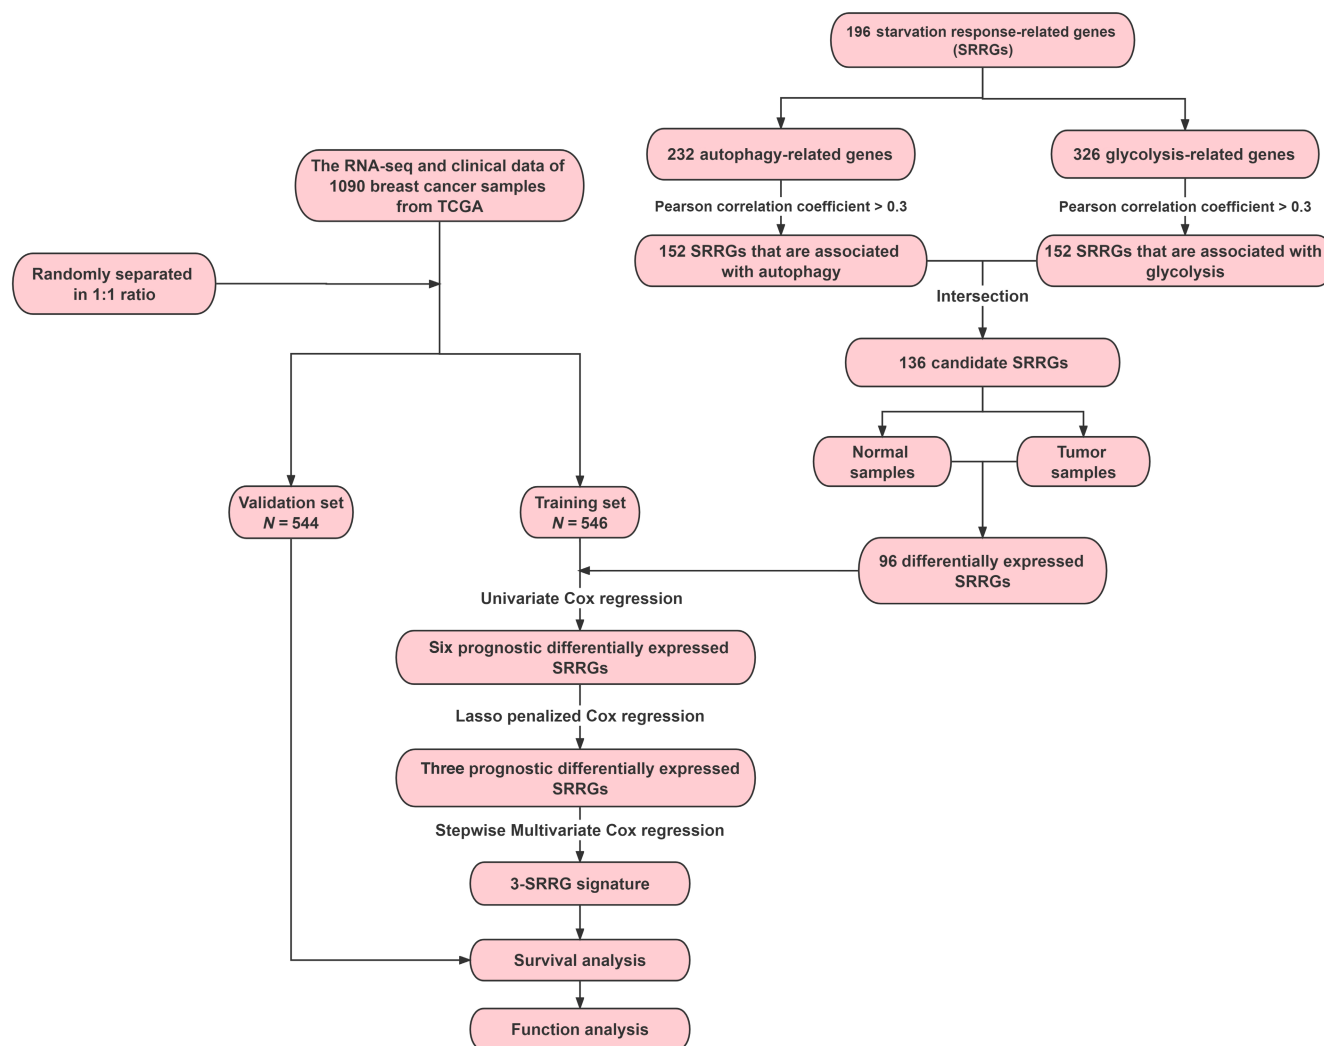 196 starvation response-related genes
(SRRGs)
232 autophagy-related genes
326 glycolysis-related genes
The RNA-seq and clinical data of
1090 breast cancer samples
from TCGA
Pearson correlation coefficient > 0.3
Pearson correlation coefficient > 0.3
152 SRRGs that are associated
with autophagy
152 SRRGs that are associated with
glycolysis
Randomly separated
in 1:1 ratio
Intersection
136 candidate SRRGs
Normal
samples
Tumor
samples
Validation set
N = 544
Training set
N = 546
96 differentially expressed
SRRGs
Univariate Cox regression
Six prognostic differentially expressed
SRRGs
Lasso penalized Cox regression
Three prognostic differentially expressed
SRRGs
Stepwise Multivariate Cox regression
3-SRRG signature
Survival analysis
Function analysis